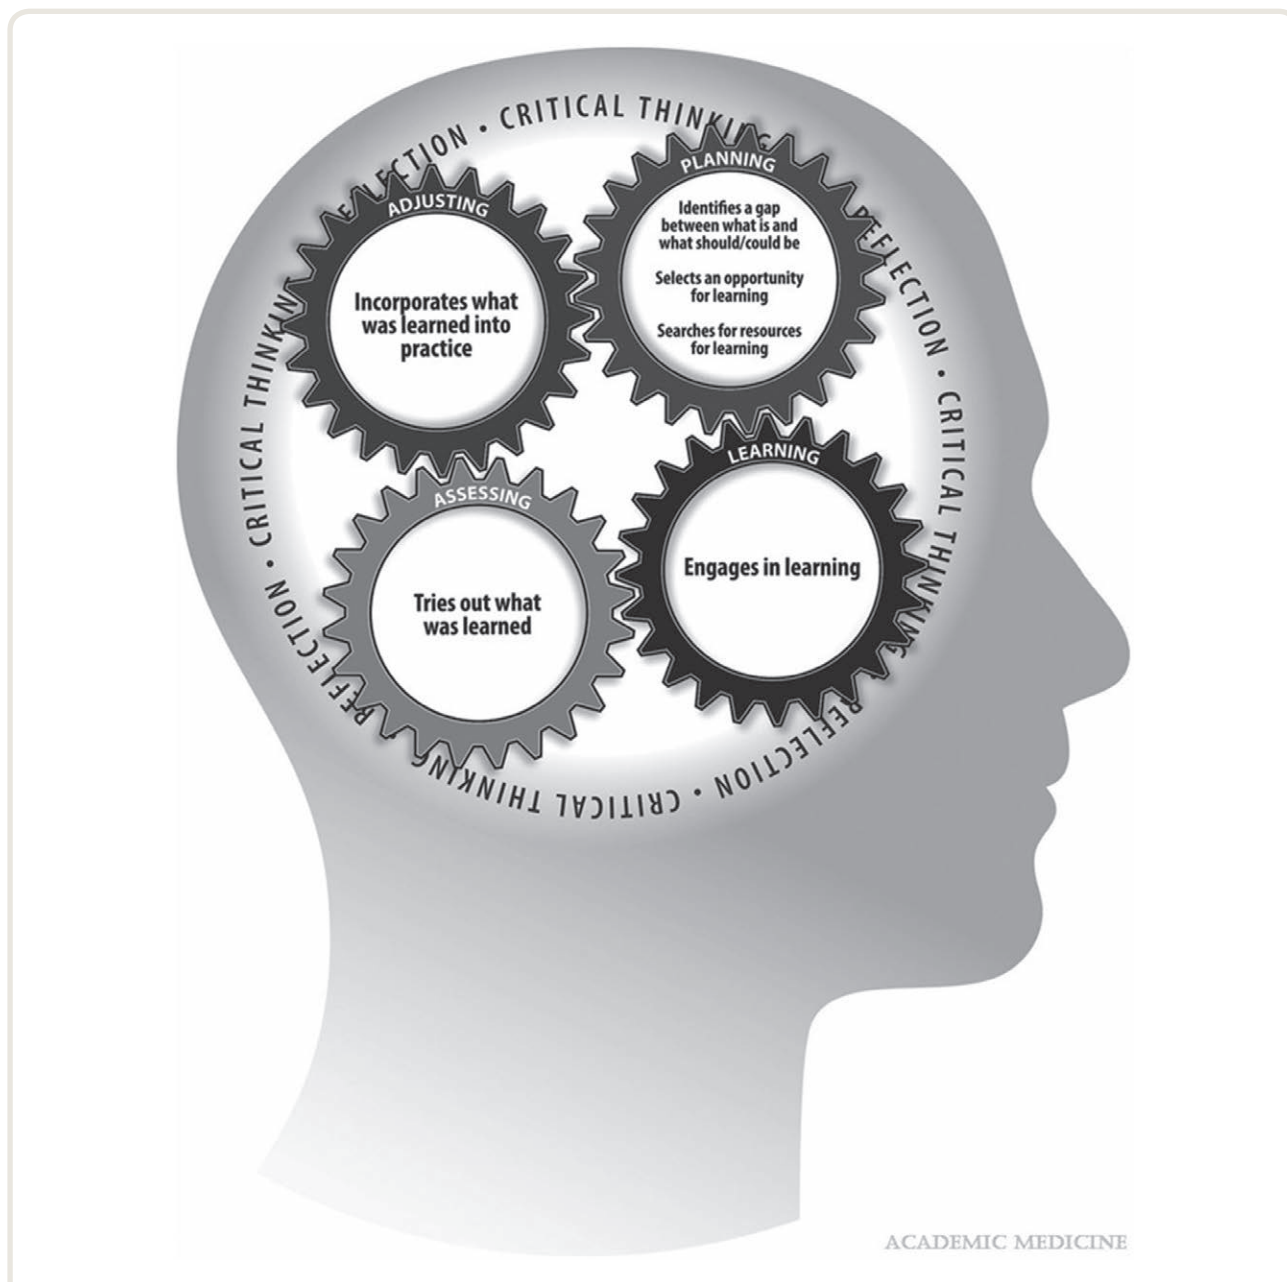 REFLECTION • CRITICAL THINKING • REFLECTION • CRITICAL THINKING • REFLECTION • CRITICAL THINKING • REFLECTION • CRITICAL THINKING
PLANNING
Identifies a gap
between what is and
what should/could be
Selects an opportunity
for learning
Searches for resources
for learning
LEARNING
Engages in learning
ASSESSING
Tries out what
was learned
ADJUSTING
Incorporates what
was learned into
practice
ACADEMIC MEDICINE